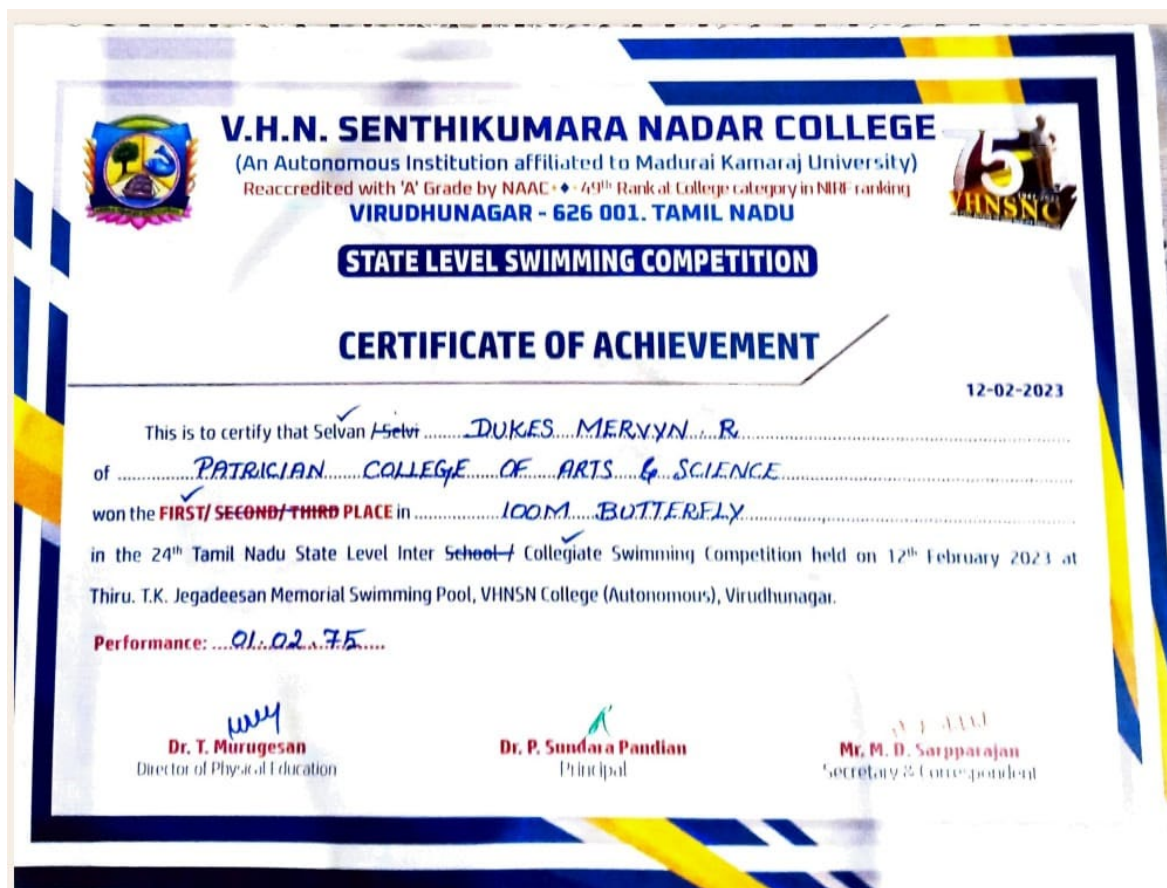 V.H.N. SENTHIKUMARA NADAR COLLEGE
(An Autonomous Institution affiliated to Madurai Kamaraj University)
Reaccredited with 'A' Grade by NAAC • ◆ • 49th Rank at College category in NIRF ranking
VIRUDHUNAGAR - 626 001. TAMIL NADU
75
VHNSNC
STATE LEVEL SWIMMING COMPETITION
CERTIFICATE OF ACHIEVEMENT
12-02-2023
This is to certify that Selvan / Selvi DUKES MERVYN. R
of PATRICIAN COLLEGE OF ARTS & SCIENCE
won the FIRST/ SECOND/ THIRD PLACE in 100M BUTTERFLY
in the 24th Tamil Nadu State Level Inter School / Collegiate Swimming Competition held on 12th February 2023 at
Thiru. T.K. Jegadeesan Memorial Swimming Pool, VHNSN College (Autonomous), Virudhunagar.
Performance: 01.02.75
Dr. T. Murugesan
Director of Physical Education
Dr. P. Sundara Pandian
Principal
Mr. M. D. Sarpparajan
Secretary & Correspondent